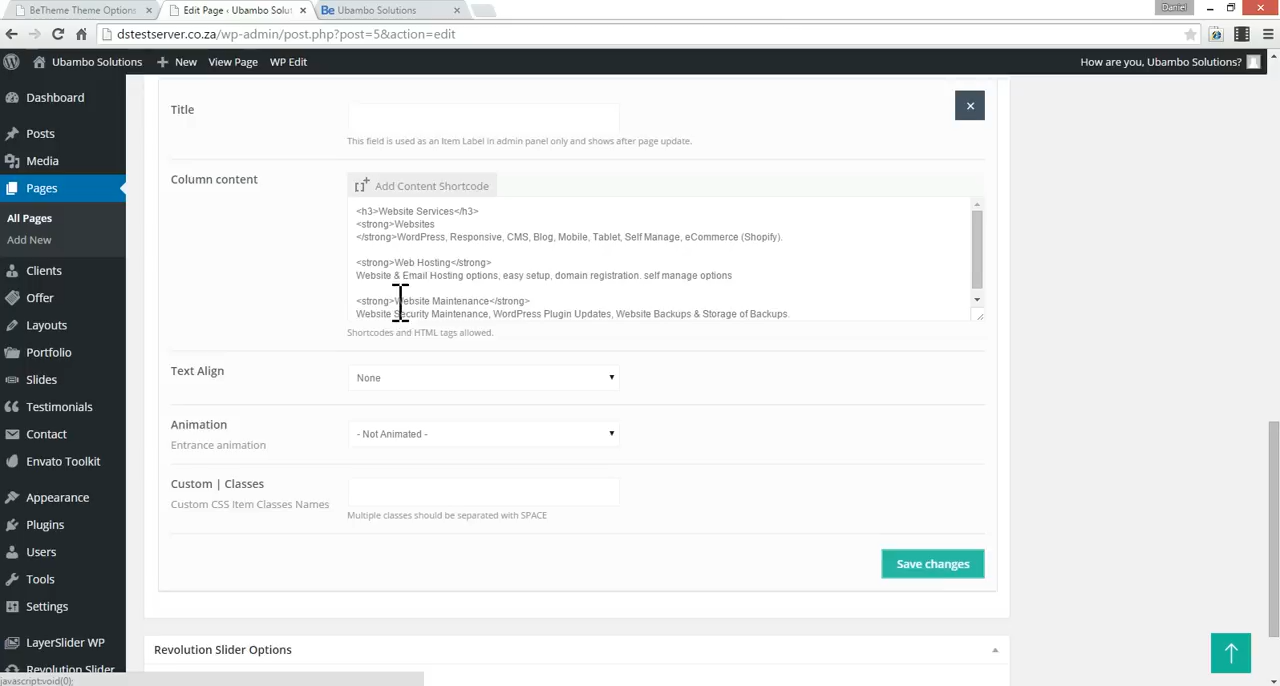 BeTheme Theme Options ×
Edit Page ‹ Ubambo Solut ×
Be Ubambo Solutions ×
Daniel
dstestserver.co.za/wp-admin/post.php?post=5&action=edit
Ubambo Solutions
+ New
View Page
WP Edit
How are you, Ubambo Solutions?
Dashboard
Posts
Media
Pages
All Pages
Add New
Clients
Offer
Layouts
Portfolio
Slides
Testimonials
Contact
Envato Toolkit
Appearance
Plugins
Users
Tools
Settings
LayerSlider WP
Revolution Slider
Title
×
This field is used as an Item Label in admin panel only and shows after page update.
Column content
Add Content Shortcode
<h3>Website Services</h3>
<strong>Websites
</strong>WordPress, Responsive, CMS, Blog, Mobile, Tablet, Self Manage, eCommerce (Shopify).
<strong>Web Hosting</strong>
Website & Email Hosting options, easy setup, domain registration. self manage options
<strong>Website Maintenance</strong>
Website Security Maintenance, WordPress Plugin Updates, Website Backups & Storage of Backups.
Shortcodes and HTML tags allowed.
Text Align
None
Animation
Entrance animation
- Not Animated -
Custom | Classes
Custom CSS Item Classes Names
Multiple classes should be separated with SPACE
Save changes
Revolution Slider Options
javascript:void(0);